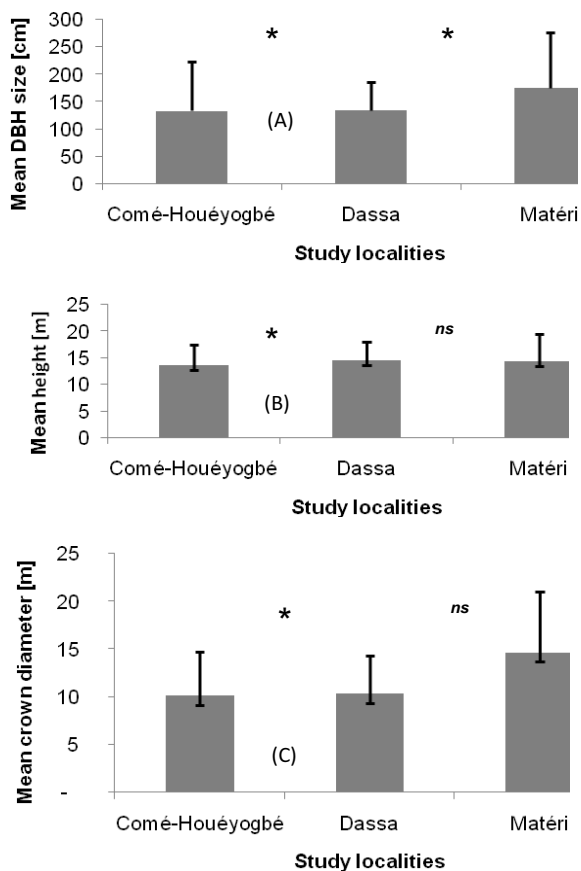 Mean DBH size [cm]
300
250
200
150
100
50
0
*
*
(A)
Comé-Houéyogbé Dassa Matéri
Study localities
Mean height [m]
25
20
15
10
5
0
*
ns
(B)
Comé-Houéyogbé Dassa Matéri
Study localities
Mean crown diameter [m]
25
20
15
10
5
-
*
ns
(C)
Comé-Houéyogbé Dassa Matéri
Study localities